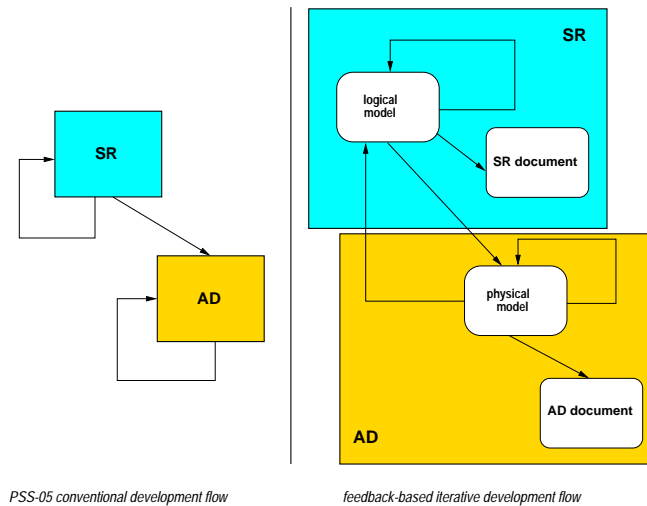 SR
AD
SR
logical
model
SR document
physical
model
AD document
AD
PSS-05 conventional development flow
feedback-based iterative development flow